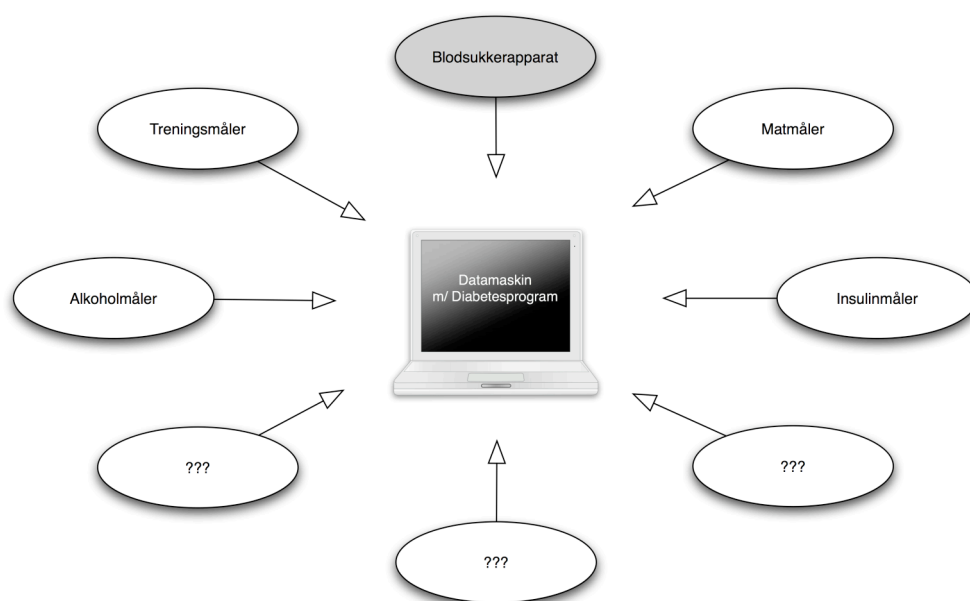 Blodsukkerapparat
Treningsmåler
Matmåler
Datamaskin
m/ Diabetesprogram
Alkoholmåler
Insulinmåler
???
???
???